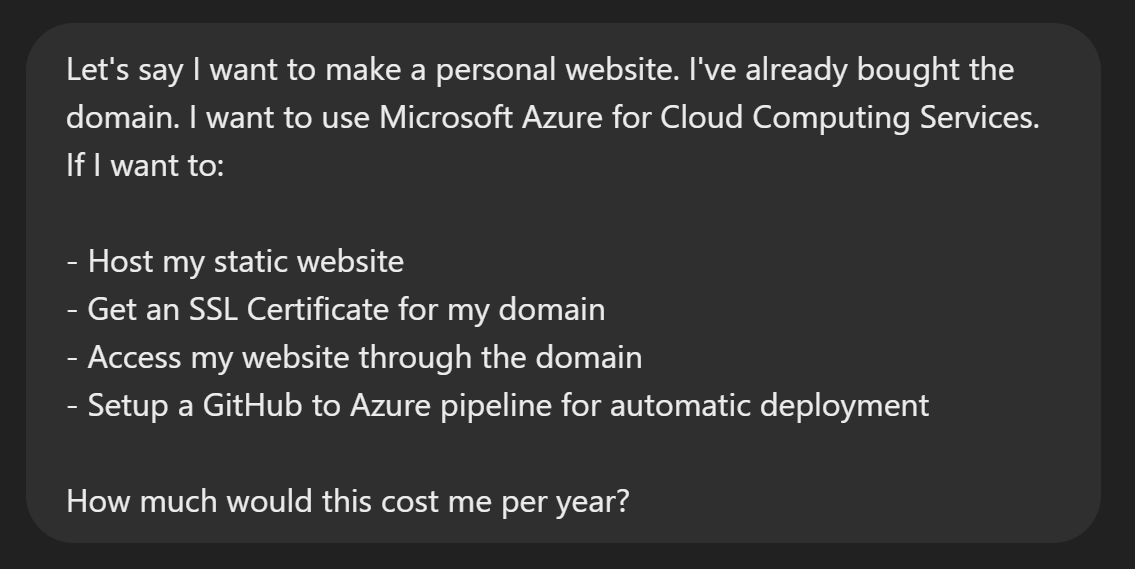 Let's say I want to make a personal website. I've already bought the
domain. I want to use Microsoft Azure for Cloud Computing Services.
If I want to:
- Host my static website
- Get an SSL Certificate for my domain
- Access my website through the domain
- Setup a GitHub to Azure pipeline for automatic deployment
How much would this cost me per year?